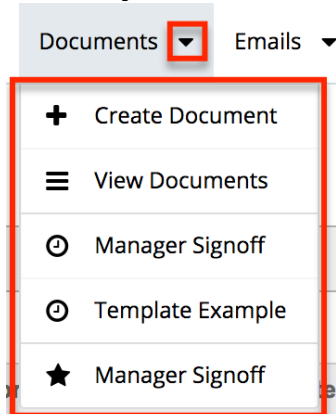 Documents Emails
Create Document
View Documents
Manager Signoff
Template Example
Manager Signoff